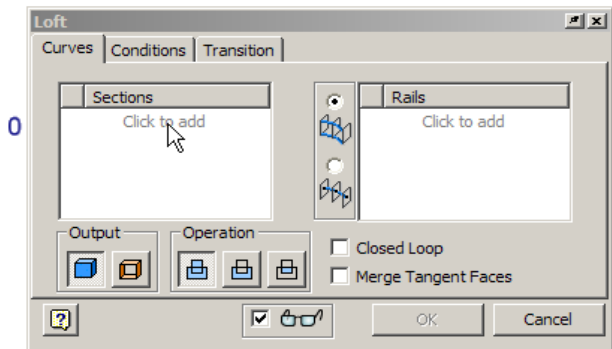 Loft
Curves Conditions Transition
Sections Rails
0 Click to add Click to add
Output Operation
Closed Loop
Merge Tangent Faces
? OK Cancel